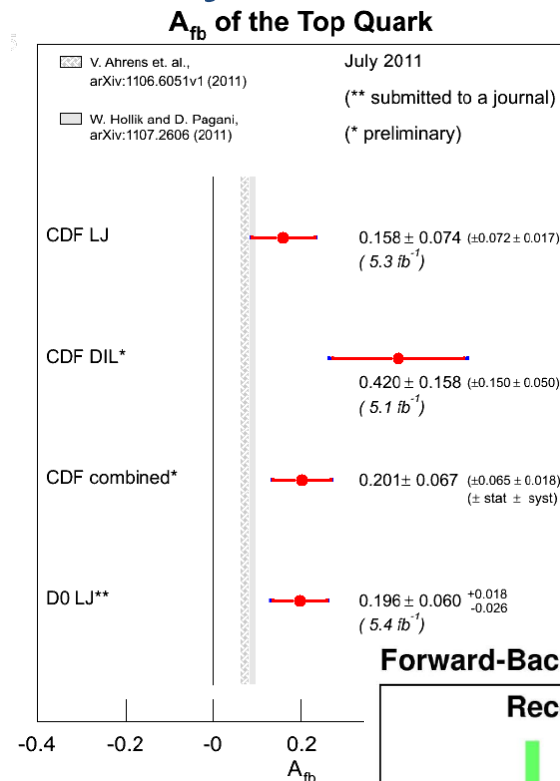 A_fb of the Top Quark
V. Ahrens et. al.,
arXiv:1106.6051v1 (2011)
W. Hollik and D. Pagani,
arXiv:1107.2606 (2011)
July 2011
(** submitted to a journal)
(* preliminary)
CDF LJ
0.158 ± 0.074 (±0.072 ± 0.017)
( 5.3 fb⁻¹)
CDF DIL*
0.420 ± 0.158 (±0.150 ± 0.050)
( 5.1 fb⁻¹)
CDF combined*
0.201 ± 0.067 (±0.065 ± 0.018)
(± stat ± syst)
D0 LJ**
0.196 ± 0.060 +0.018
-0.026
( 5.4 fb⁻¹)
Forward-Bac
Rec
-0.4 -0.2 -0 0.2
A_fb